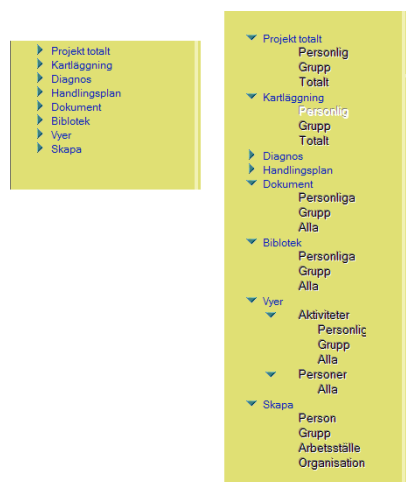 Projekt totalt
Kartläggning
Diagnos
Handlingsplan
Dokument
Biblotek
Vyer
Skapa
Projekt totalt
Personlig
Grupp
Totalt
Kartläggning
Personlig
Grupp
Totalt
Diagnos
Handlingsplan
Dokument
Personliga
Grupp
Alla
Biblotek
Personliga
Grupp
Alla
Vyer
Aktiviteter
Personlig
Grupp
Alla
Personer
Alla
Skapa
Person
Grupp
Arbetsställe
Organisation